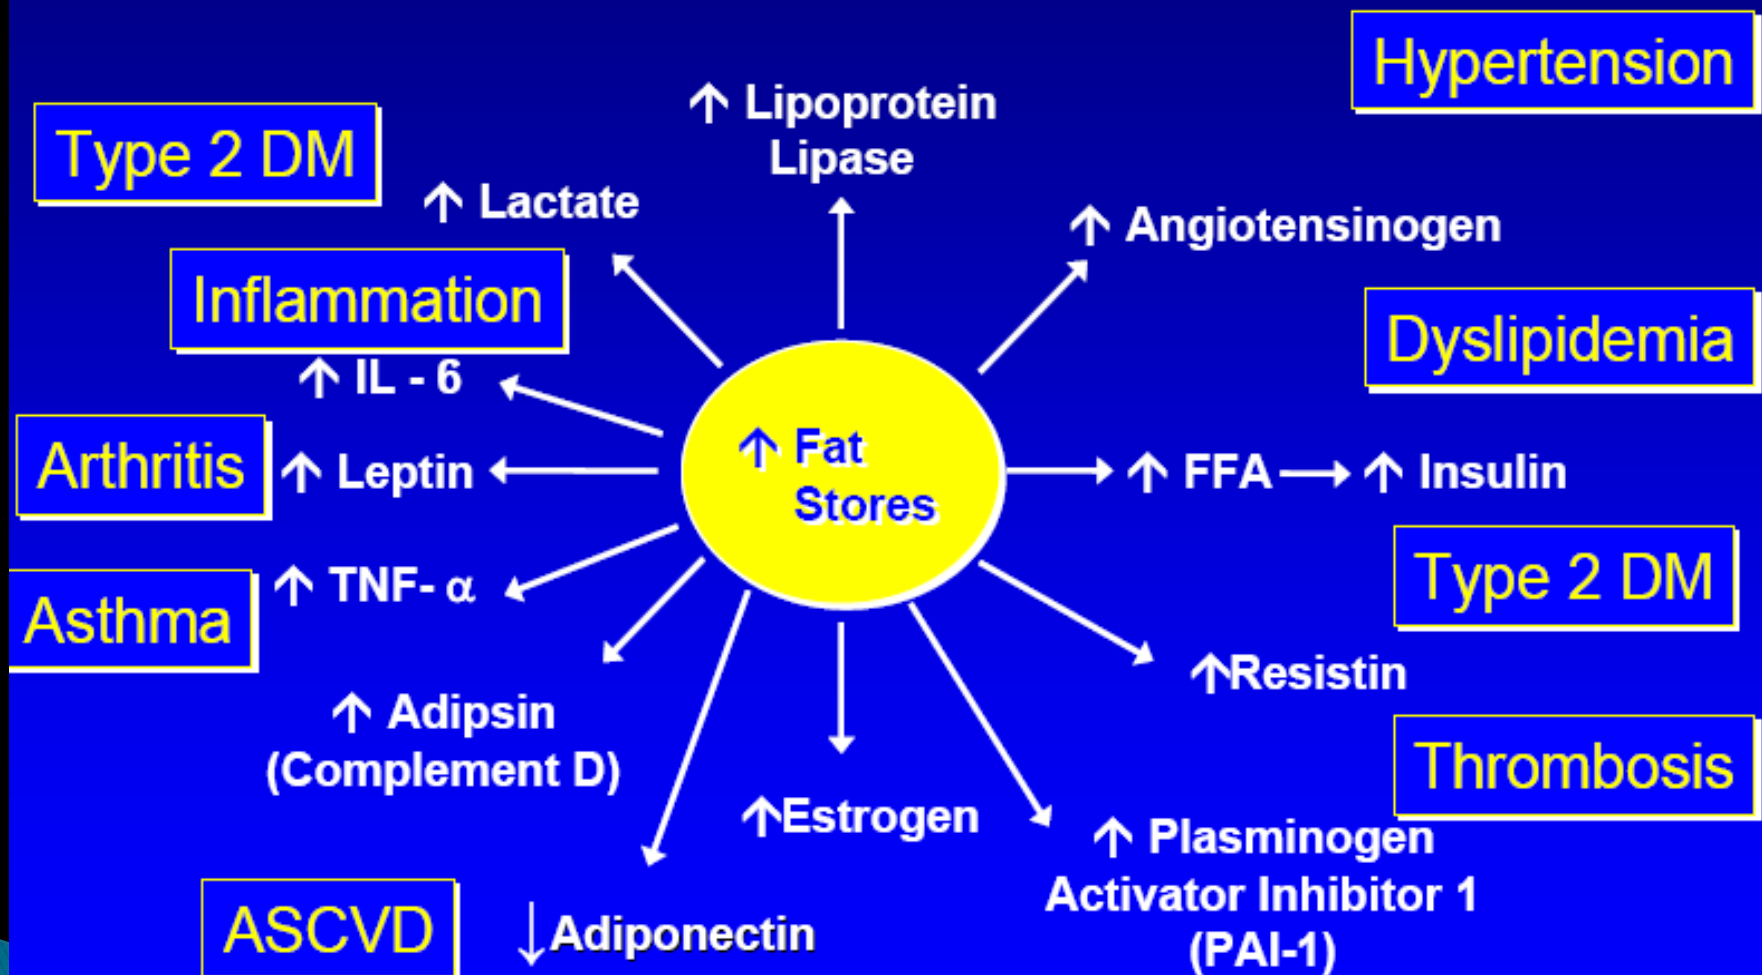 Hypertension
↑ Lipoprotein
Lipase
Type 2 DM
↑ Lactate
↑ Angiotensinogen
Inflammation
Dyslipidemia
↑ IL - 6
↑ Fat
Stores
Arthritis
↑ Leptin
↑ FFA → ↑ Insulin
Type 2 DM
↑ TNF- α
Asthma
↑Resistin
↑ Adipsin
(Complement D)
Thrombosis
↑Estrogen
↑ Plasminogen
Activator Inhibitor 1
(PAI-1)
ASCVD
↓Adiponectin